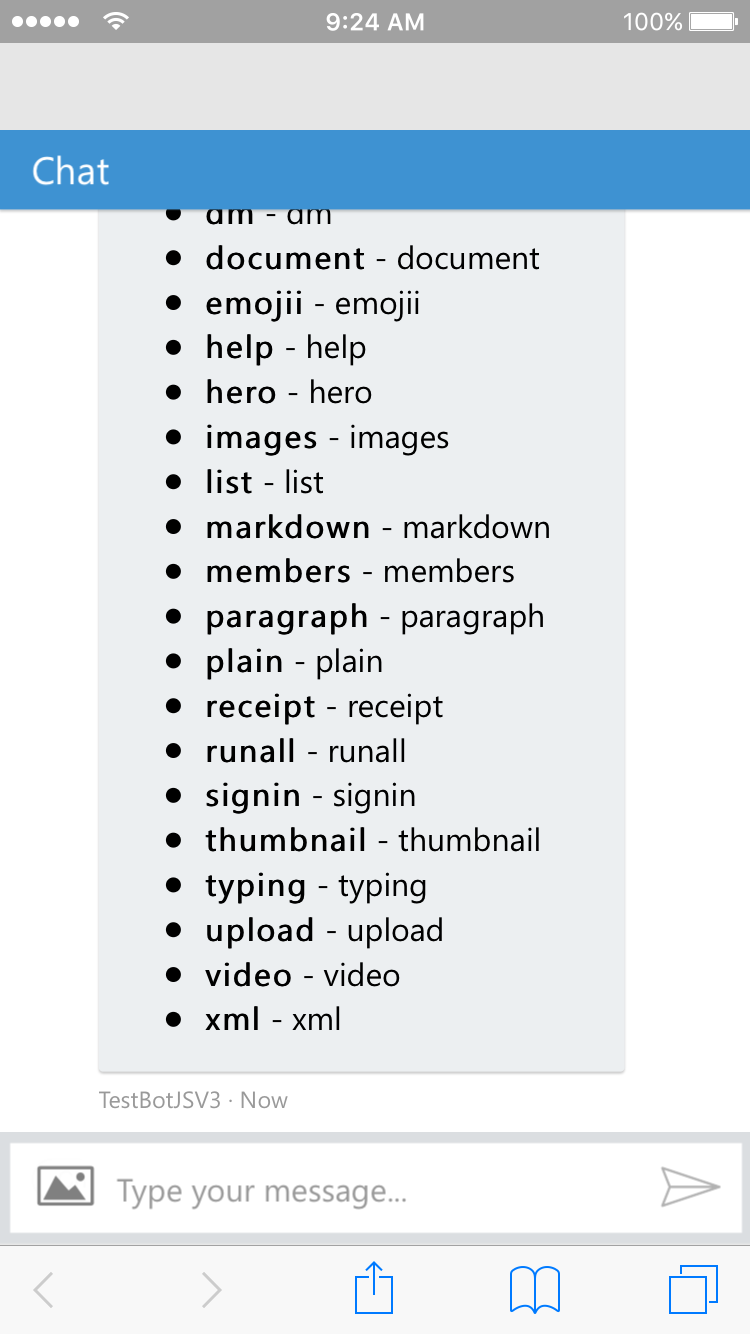 9:24 AM 100%
Chat
dm - dm
document - document
emojii - emojii
help - help
hero - hero
images - images
list - list
markdown - markdown
members - members
paragraph - paragraph
plain - plain
receipt - receipt
runall - runall
signin - signin
thumbnail - thumbnail
typing - typing
upload - upload
video - video
xml - xml
TestBotJSV3 · Now
Type your message...